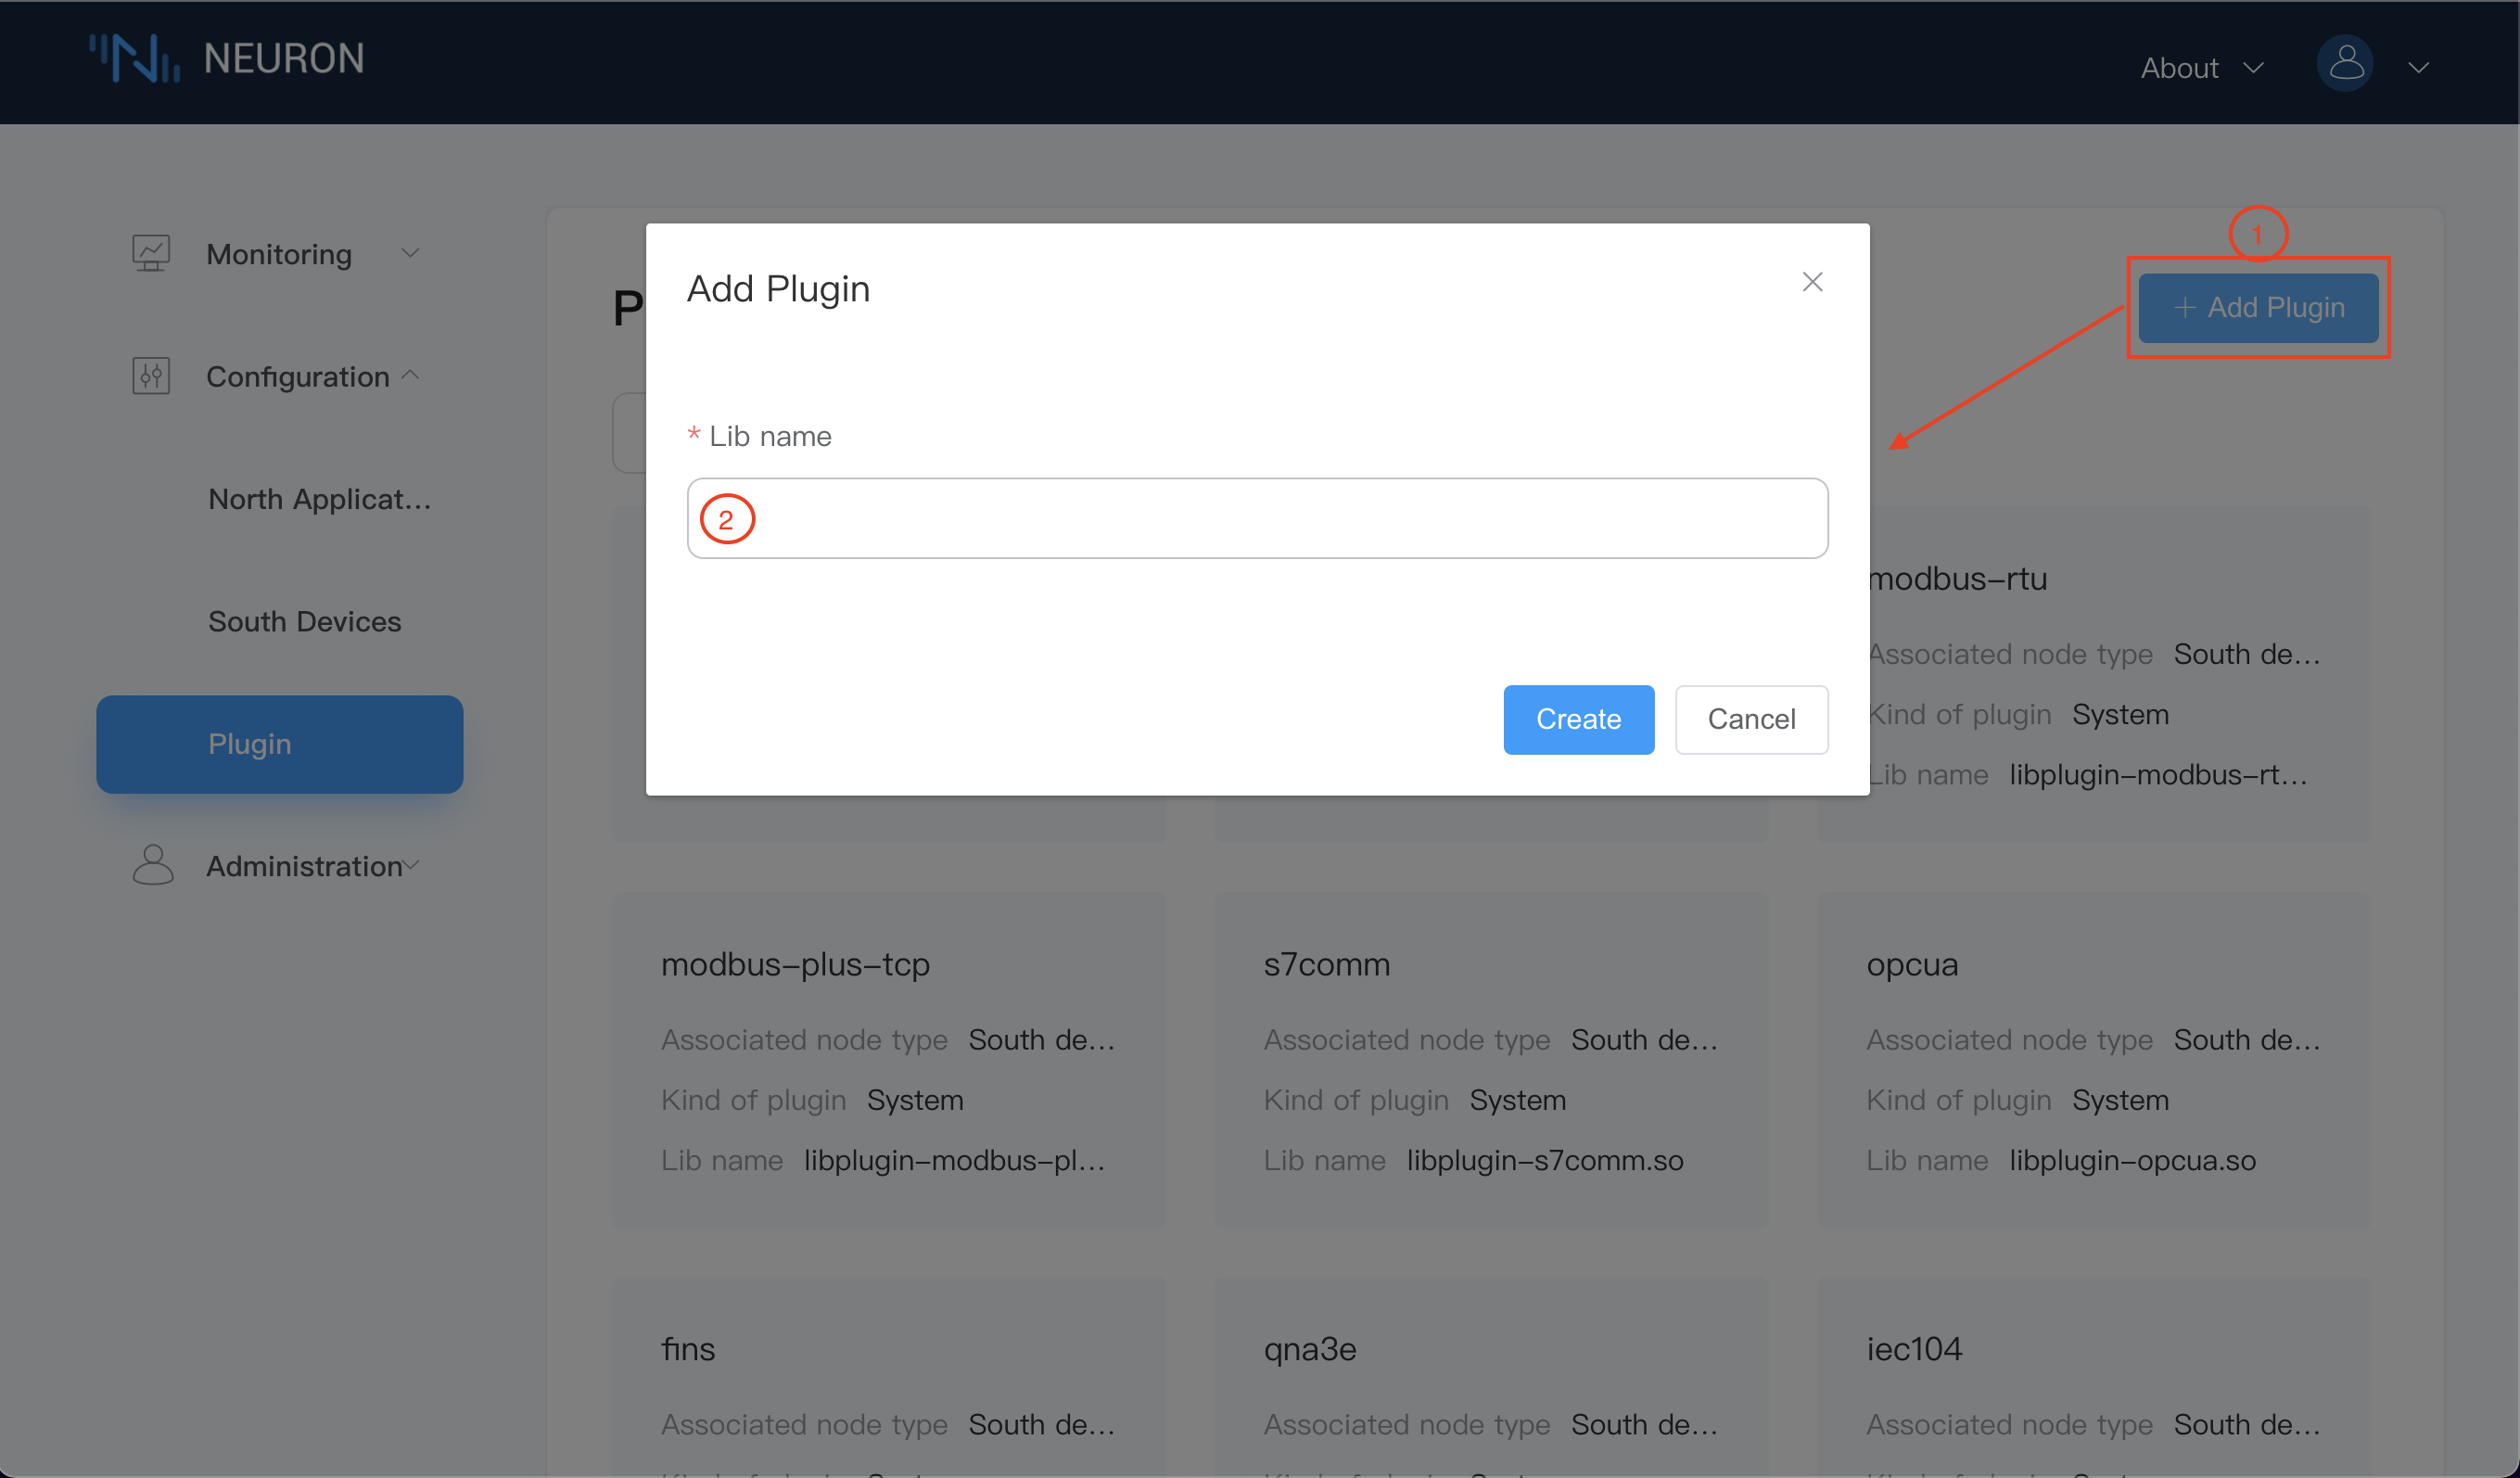 NEURON
About
Monitoring
Configuration
North Applicat...
South Devices
Plugin
Administration
P
1
+ Add Plugin
Add Plugin
* Lib name
2
Create
Cancel
modbus-rtu
Associated node type South de...
Kind of plugin System
Lib name libplugin-modbus-rt...
modbus-plus-tcp
Associated node type South de...
Kind of plugin System
Lib name libplugin-modbus-pl...
s7comm
Associated node type South de...
Kind of plugin System
Lib name libplugin-s7comm.so
opcua
Associated node type South de...
Kind of plugin System
Lib name libplugin-opcua.so
fins
Associated node type South de...
qna3e
Associated node type South de...
iec104
Associated node type South de...